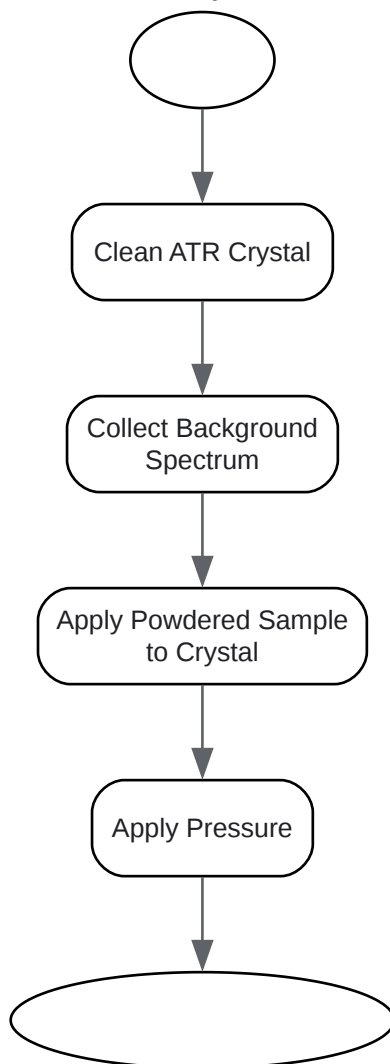 Clean ATR Crystal
Collect Background
Spectrum
Apply Powdered Sample
to Crystal
Apply Pressure